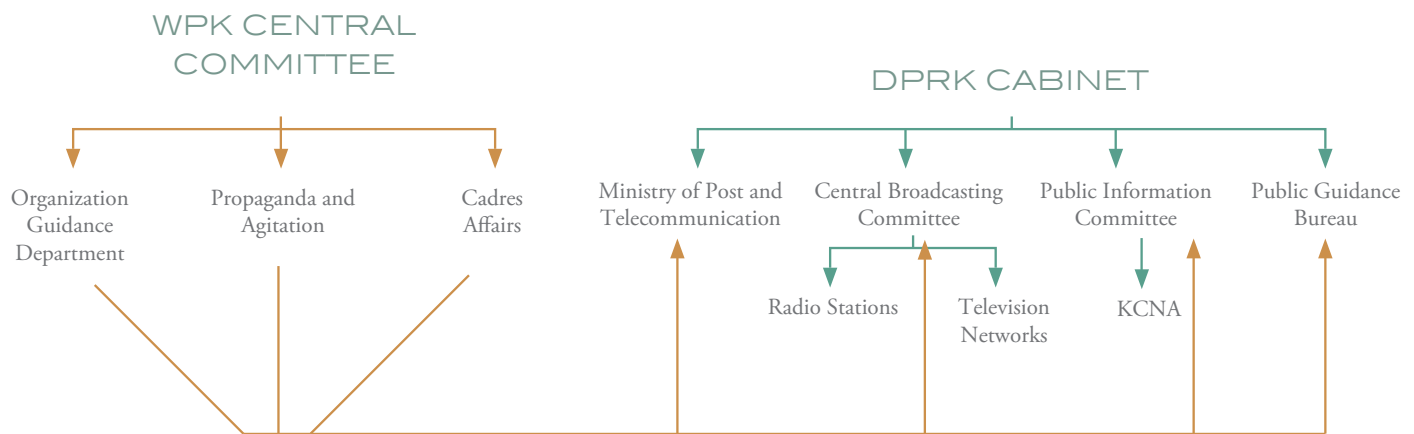 WPK CENTRAL
COMMITTEE
DPRK CABINET
Organization
Guidance
Department
Propaganda and
Agitation
Cadres
Affairs
Ministry of Post and
Telecommunication
Central Broadcasting
Committee
Public Information
Committee
Public Guidance
Bureau
Radio Stations
Television
Networks
KCNA